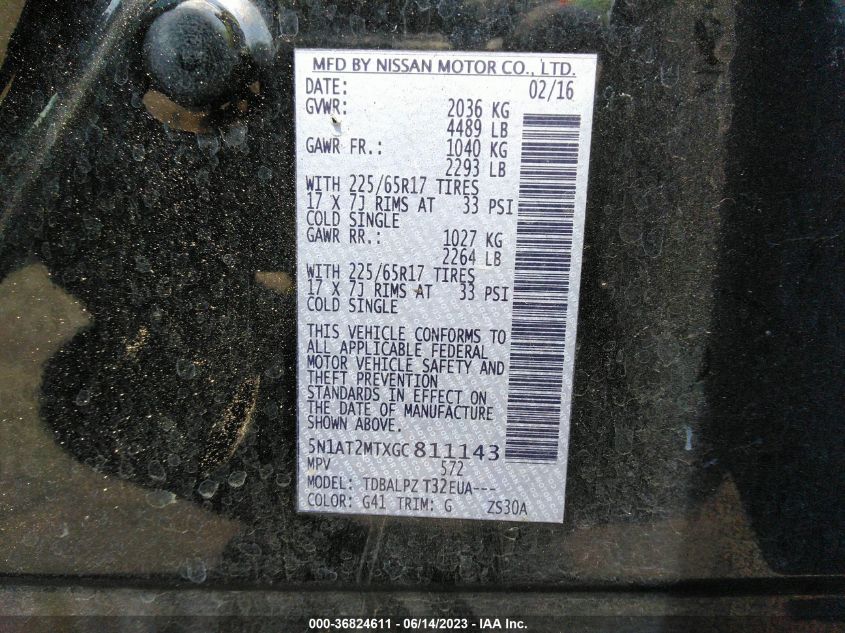 MFD BY NISSAN MOTOR CO., LTD.
DATE: 02/16
GVWR: 2036 KG
4489 LB
GAWR FR.: 1040 KG
2293 LB
WITH 225/65R17 TIRES
17 X 7J RIMS AT 33 PSI
COLD SINGLE
GAWR RR.: 1027 KG
2264 LB
WITH 225/65R17 TIRES
17 X 7J RIMS AT 33 PSI
COLD SINGLE
THIS VEHICLE CONFORMS TO
ALL APPLICABLE FEDERAL
MOTOR VEHICLE SAFETY AND
THEFT PREVENTION
STANDARDS IN EFFECT ON
THE DATE OF MANUFACTURE
SHOWN ABOVE.
5N1AT2MTXGC811143
MPV 572
MODEL: TDBALPZ T32EUA---
COLOR: G41 TRIM: G ZS30A
000-36824611 - 06/14/2023 - IAA Inc.